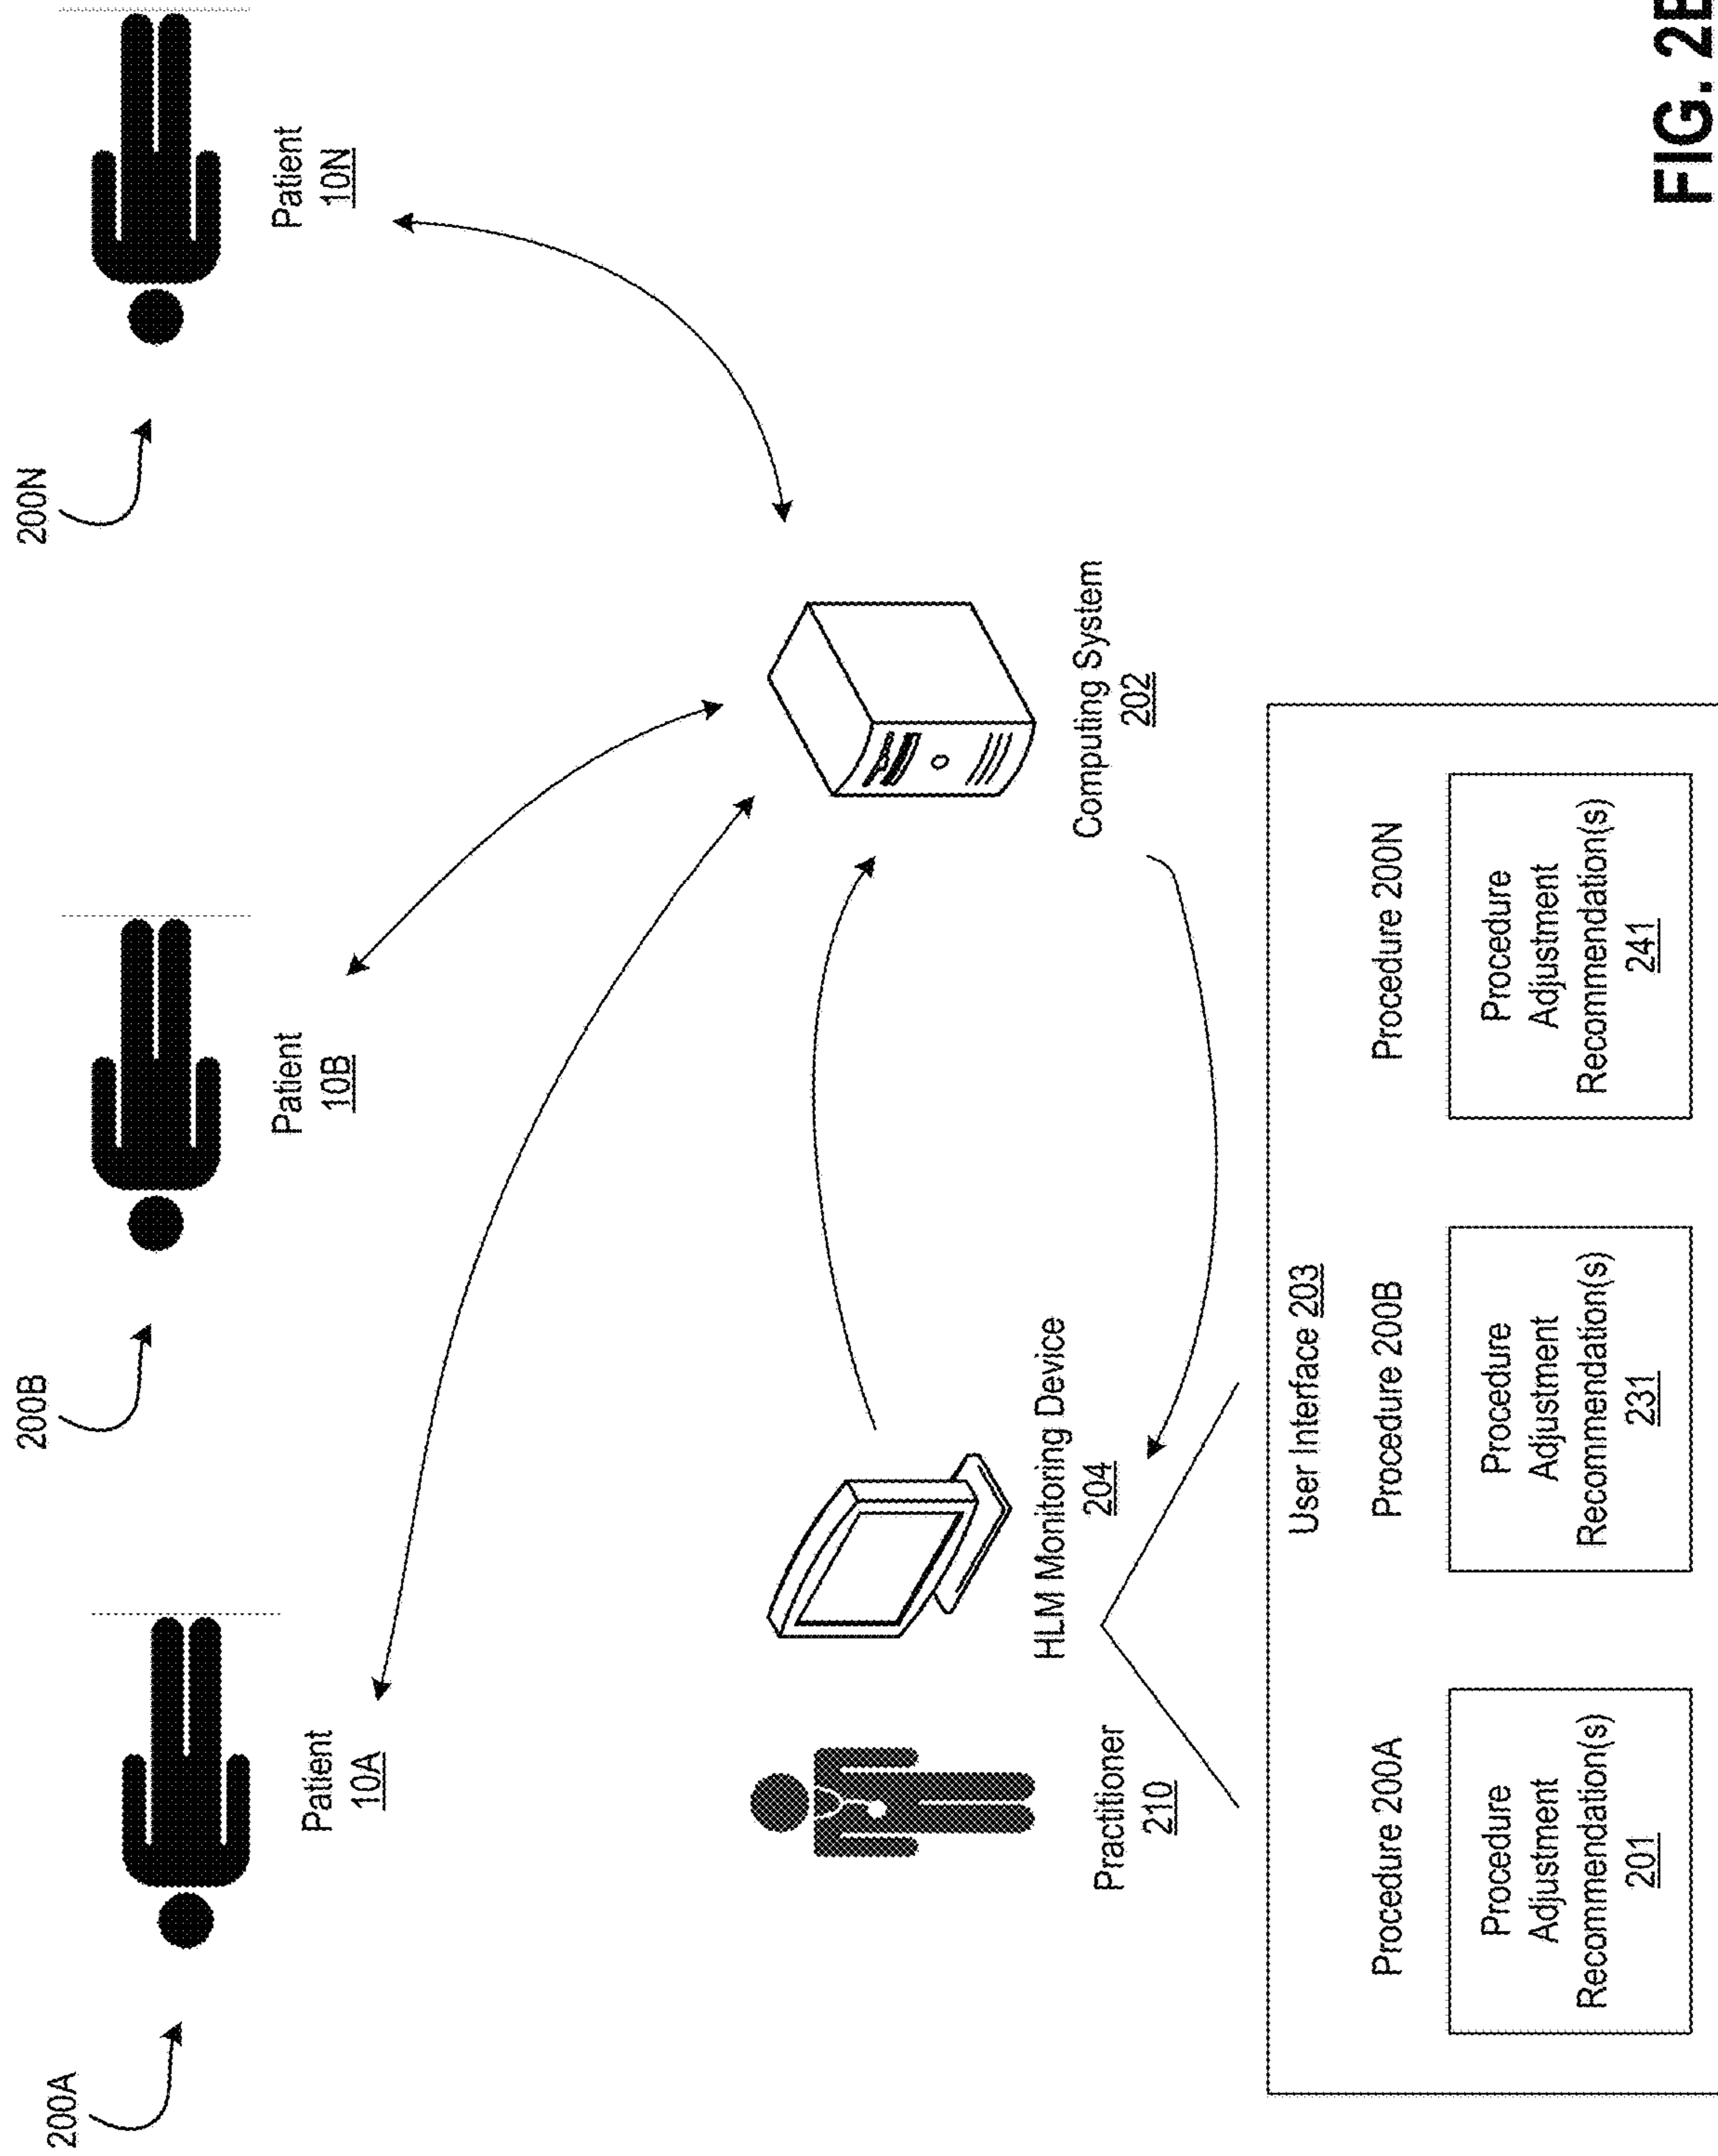 200A
200B
200N
Patient
10A
Patient
10B
Patient
10N
Practitioner
210
HLM Monitoring Device
204
Computing System
202
User Interface 203
Procedure 200A
Procedure 200B
Procedure 200N
Procedure
Adjustment
Recommendation(s)
201
Procedure
Adjustment
Recommendation(s)
231
Procedure
Adjustment
Recommendation(s)
241
FIG. 2B